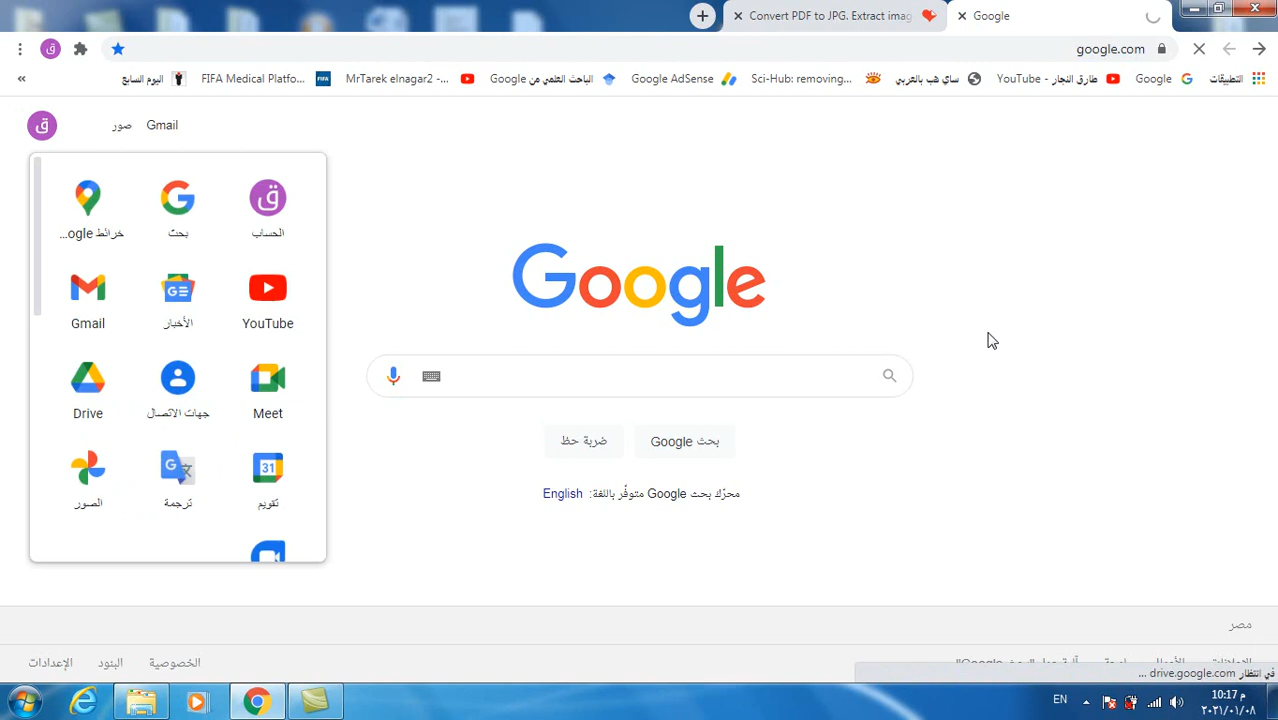 Convert PDF to JPG. Extract imag
Google
google.com
التطبيقات
Google
YouTube - طارق النجار
ساي هب بالعربي
Sci-Hub: removing...
Google AdSense
الباحث العلمي من Google
MrTarek elnagar2 - ...
FIFA Medical Platfo...
اليوم السابع
«
ق
ق
صور
Gmail
الحساب
بحث
خرائط ogle...
YouTube
الأخبار
Gmail
Meet
جهات الاتصال
Drive
تقويم
ترجمة
الصور
Google
بحث Google
ضربة حظ
محرّك بحث Google متوفّر باللغة: English
مصر
الخصوصية
البنود
الإعدادات
في انتظار drive.google.com ...
EN
م 10:17
٢٠٢١/٠١/٠٨